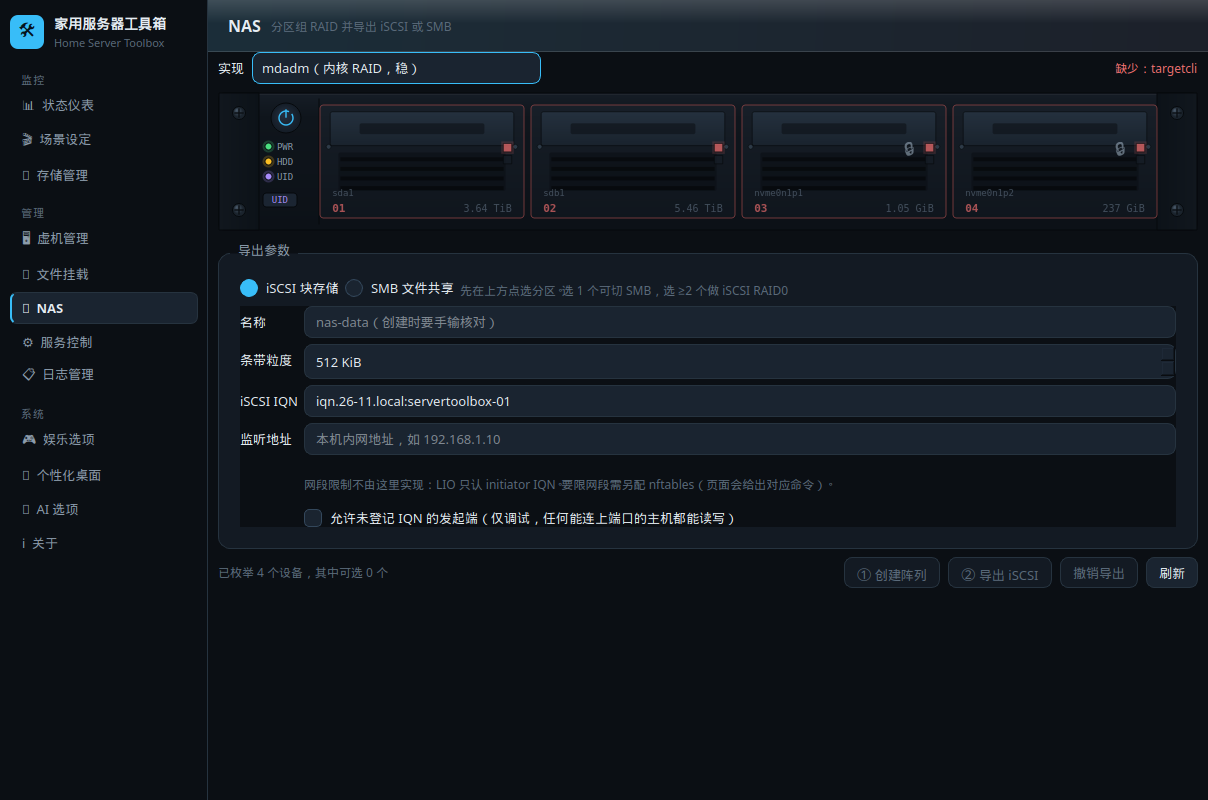 家用服务器工具箱
Home Server Toolbox
监控
状态仪表
场景设定
存储管理
管理
虚机管理
文件挂载
NAS
服务控制
日志管理
系统
娱乐选项
个性化桌面
AI 选项
i 关于
NAS 分区组 RAID 并导出 iSCSI 或 SMB
实现 mdadm（内核 RAID，稳） 缺少：targetcli
PWR
HDD
UID
UID
sda1
01 3.64 TiB
sdb1
02 5.46 TiB
nvme0n1p1
03 1.05 GiB
nvme0n1p2
04 237 GiB
导出参数
iSCSI 块存储 SMB 文件共享 先在上方点选分区。选 1 个可切 SMB，选 ≥2 个做 iSCSI RAID0
名称 nas-data（创建时要手输核对）
条带粒度 512 KiB
iSCSI IQN iqn.26-11.local:servertoolbox-01
监听地址 本机内网地址，如 192.168.1.10
网段限制不由这里实现：LIO 只认 initiator IQN。要限网段需另配 nftables（页面会给出对应命令）。
允许未登记 IQN 的发起端（仅调试，任何能连上端口的主机都能读写）
已枚举 4 个设备，其中可选 0 个 ① 创建阵列 ② 导出 iSCSI 撤销导出 刷新